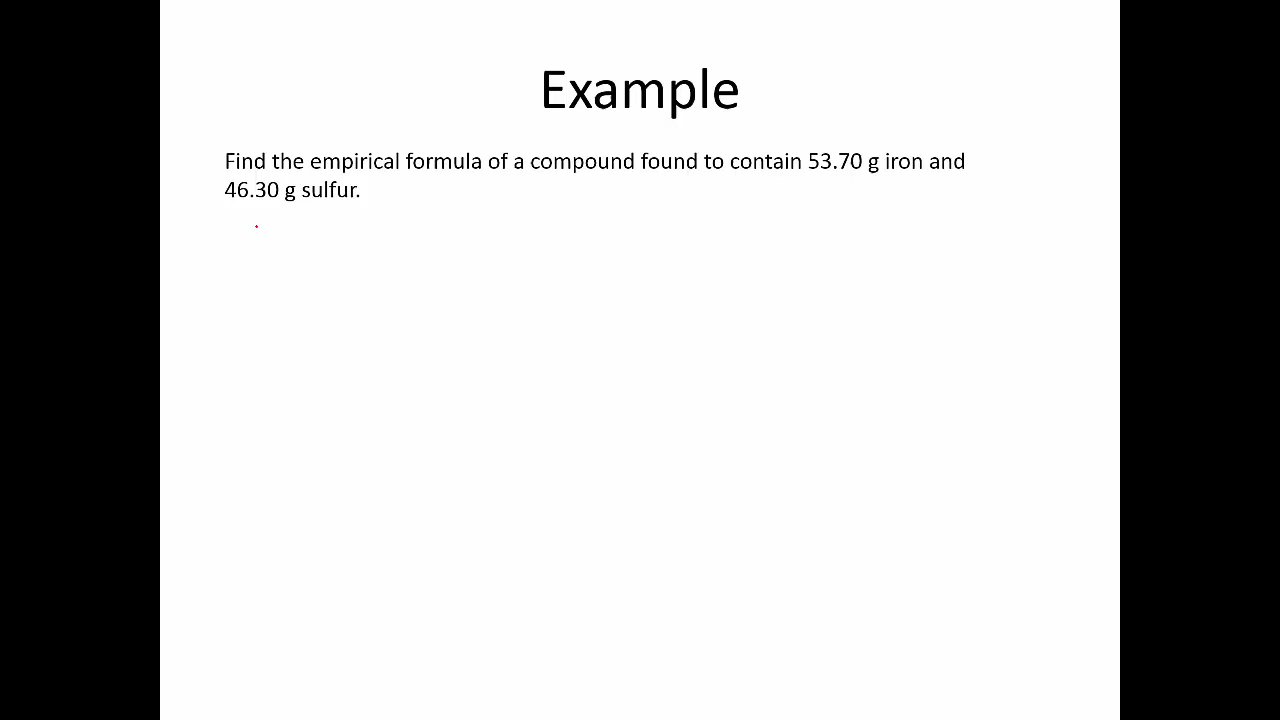 Example
Find the empirical formula of a compound found to contain 53.70 g iron and
46.30 g sulfur.